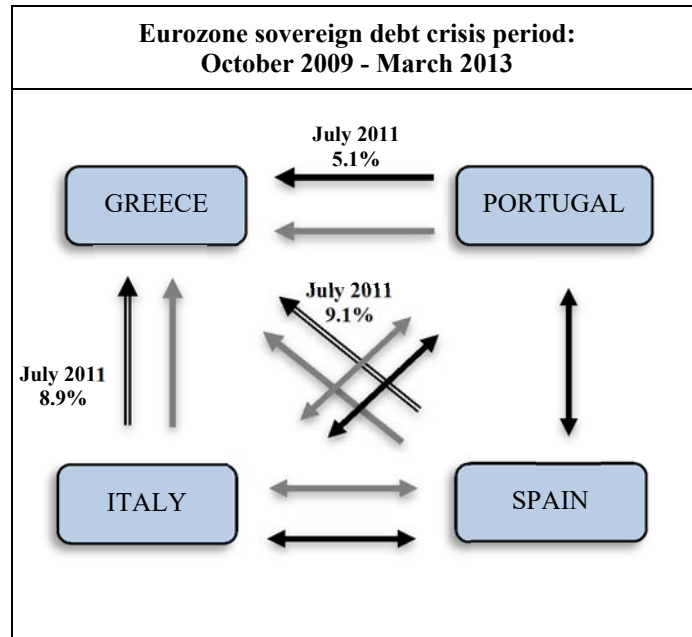 Eurozone sovereign debt crisis period:
October 2009 - March 2013
July 2011
5.1%
GREECE
PORTUGAL
July 2011
9.1%
July 2011
8.9%
ITALY
SPAIN